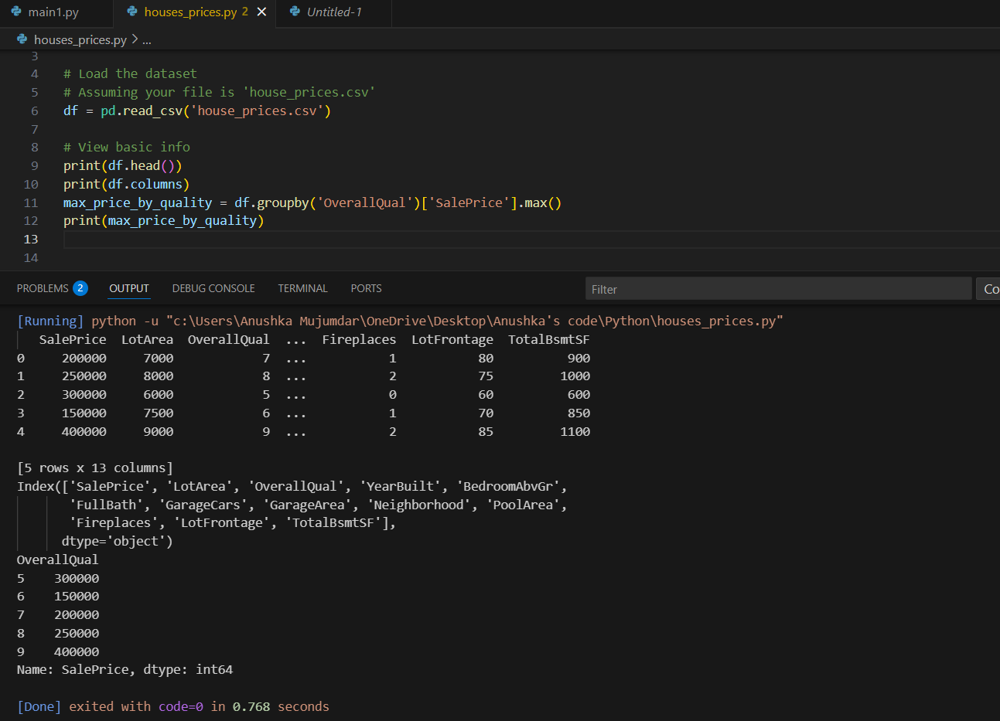 main1.py houses_prices.py 2 Untitled-1
houses_prices.py > ...
3
4 # Load the dataset
5 # Assuming your file is 'house_prices.csv'
6 df = pd.read_csv('house_prices.csv')
7
8 # View basic info
9 print(df.head())
10 print(df.columns)
11 max_price_by_quality = df.groupby('OverallQual')['SalePrice'].max()
12 print(max_price_by_quality)
13
14
PROBLEMS 2 OUTPUT DEBUG CONSOLE TERMINAL PORTS Filter Co
[Running] python -u "c:\Users\Anushka Mujumdar\OneDrive\Desktop\Anushka's code\Python\houses_prices.py"
   SalePrice  LotArea  OverallQual  ...  Fireplaces  LotFrontage  TotalBsmtSF
0     200000     7000            7  ...           1           80          900
1     250000     8000            8  ...           2           75         1000
2     300000     6000            5  ...           0           60          600
3     150000     7500            6  ...           1           70          850
4     400000     9000            9  ...           2           85         1100
[5 rows x 13 columns]
Index(['SalePrice', 'LotArea', 'OverallQual', 'YearBuilt', 'BedroomAbvGr',
       'FullBath', 'GarageCars', 'GarageArea', 'Neighborhood', 'PoolArea',
       'Fireplaces', 'LotFrontage', 'TotalBsmtSF'],
      dtype='object')
OverallQual
5    300000
6    150000
7    200000
8    250000
9    400000
Name: SalePrice, dtype: int64
[Done] exited with code=0 in 0.768 seconds